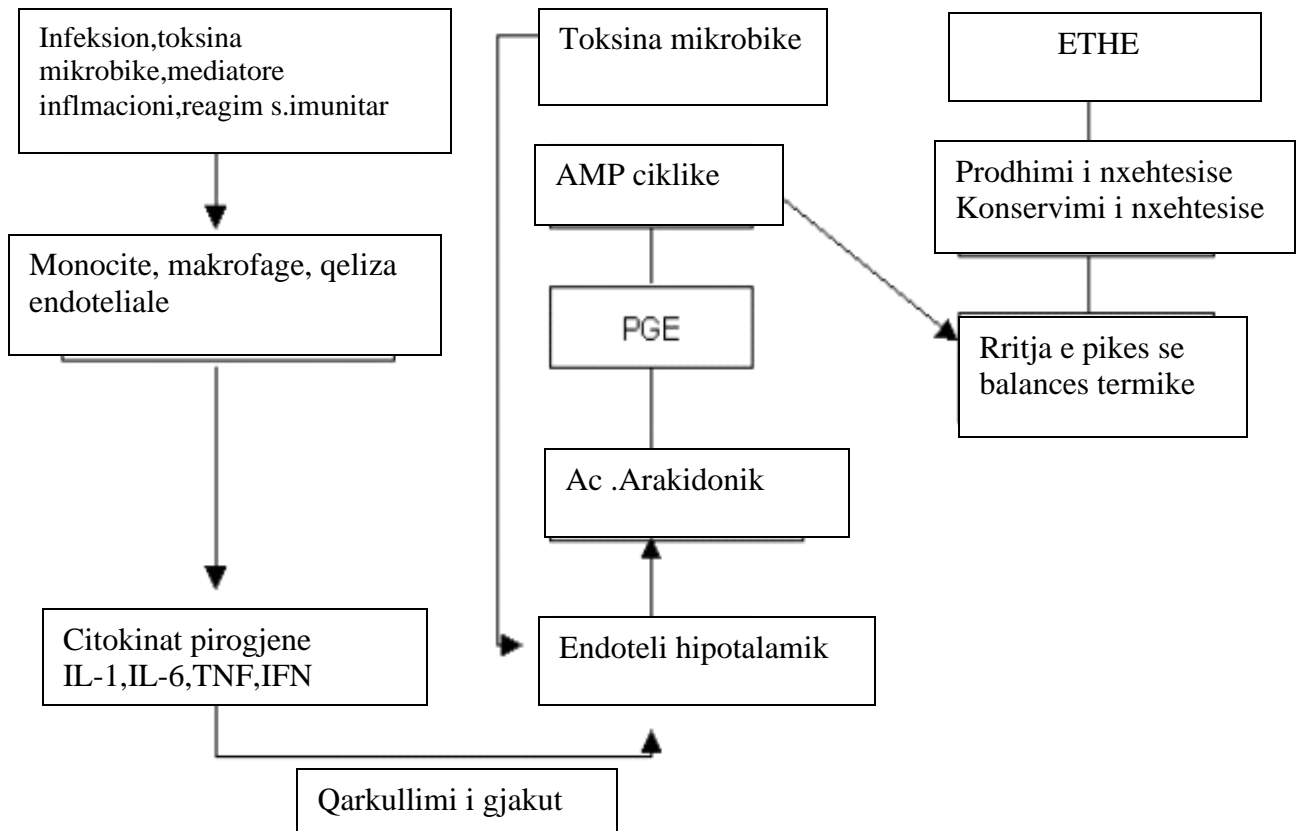 Infeksion,toksina
mikrobike,mediatore
inflmacioni,reagim s.imunitar
Monocite, makrofage, qeliza
endoteliale
Citokinat pirogjene
IL-1,IL-6,TNF,IFN
Qarkullimi i gjakut
Toksina mikrobike
AMP ciklike
PGE
Ac .Arakidonik
Endoteli hipotalamik
ETHE
Prodhimi i nxehtesise
Konservimi i nxehtesise
Rritja e pikes se
balances termike